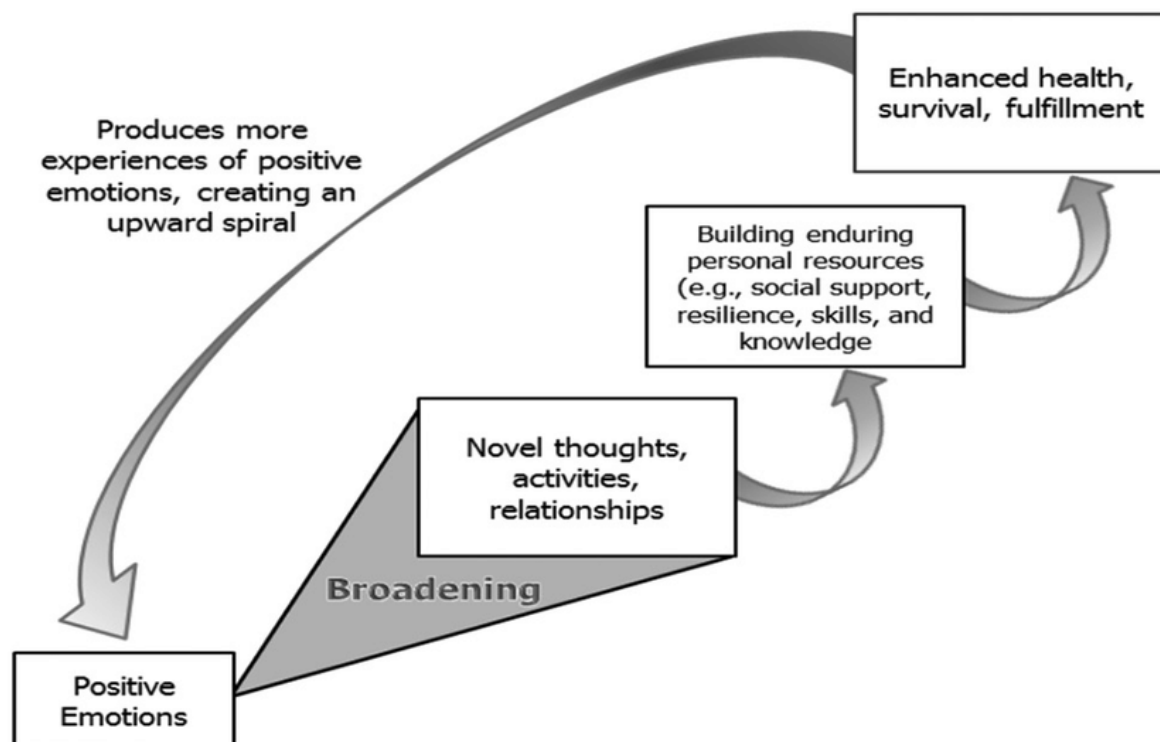 Enhanced health,
survival, fulfillment
Produces more
experiences of positive
emotions, creating an
upward spiral
Building enduring
personal resources
(e.g., social support,
resilience, skills, and
knowledge
Novel thoughts,
activities,
relationships
Broadening
Positive
Emotions